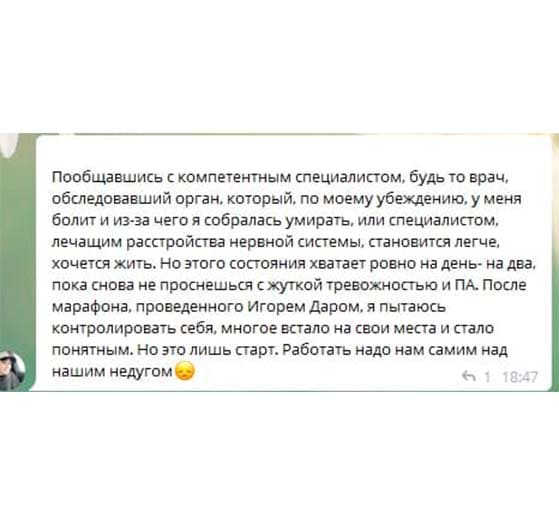 Пообщавшись с компетентным специалистом, будь то врач,
обследовавший орган, который, по моему убеждению, у меня
болит и из-за чего я собралась умирать, или специалистом,
лечащим расстройства нервной системы, становится легче,
хочется жить. Но этого состояния хватает ровно на день- на два,
пока снова не проснешься с жуткой тревожностью и ПА. После
марафона, проведенного Игорем Даром, я пытаюсь
контролировать себя, многое встало на свои места и стало
понятным. Но это лишь старт. Работать надо нам самим над
нашим недугом😞
1 18:47